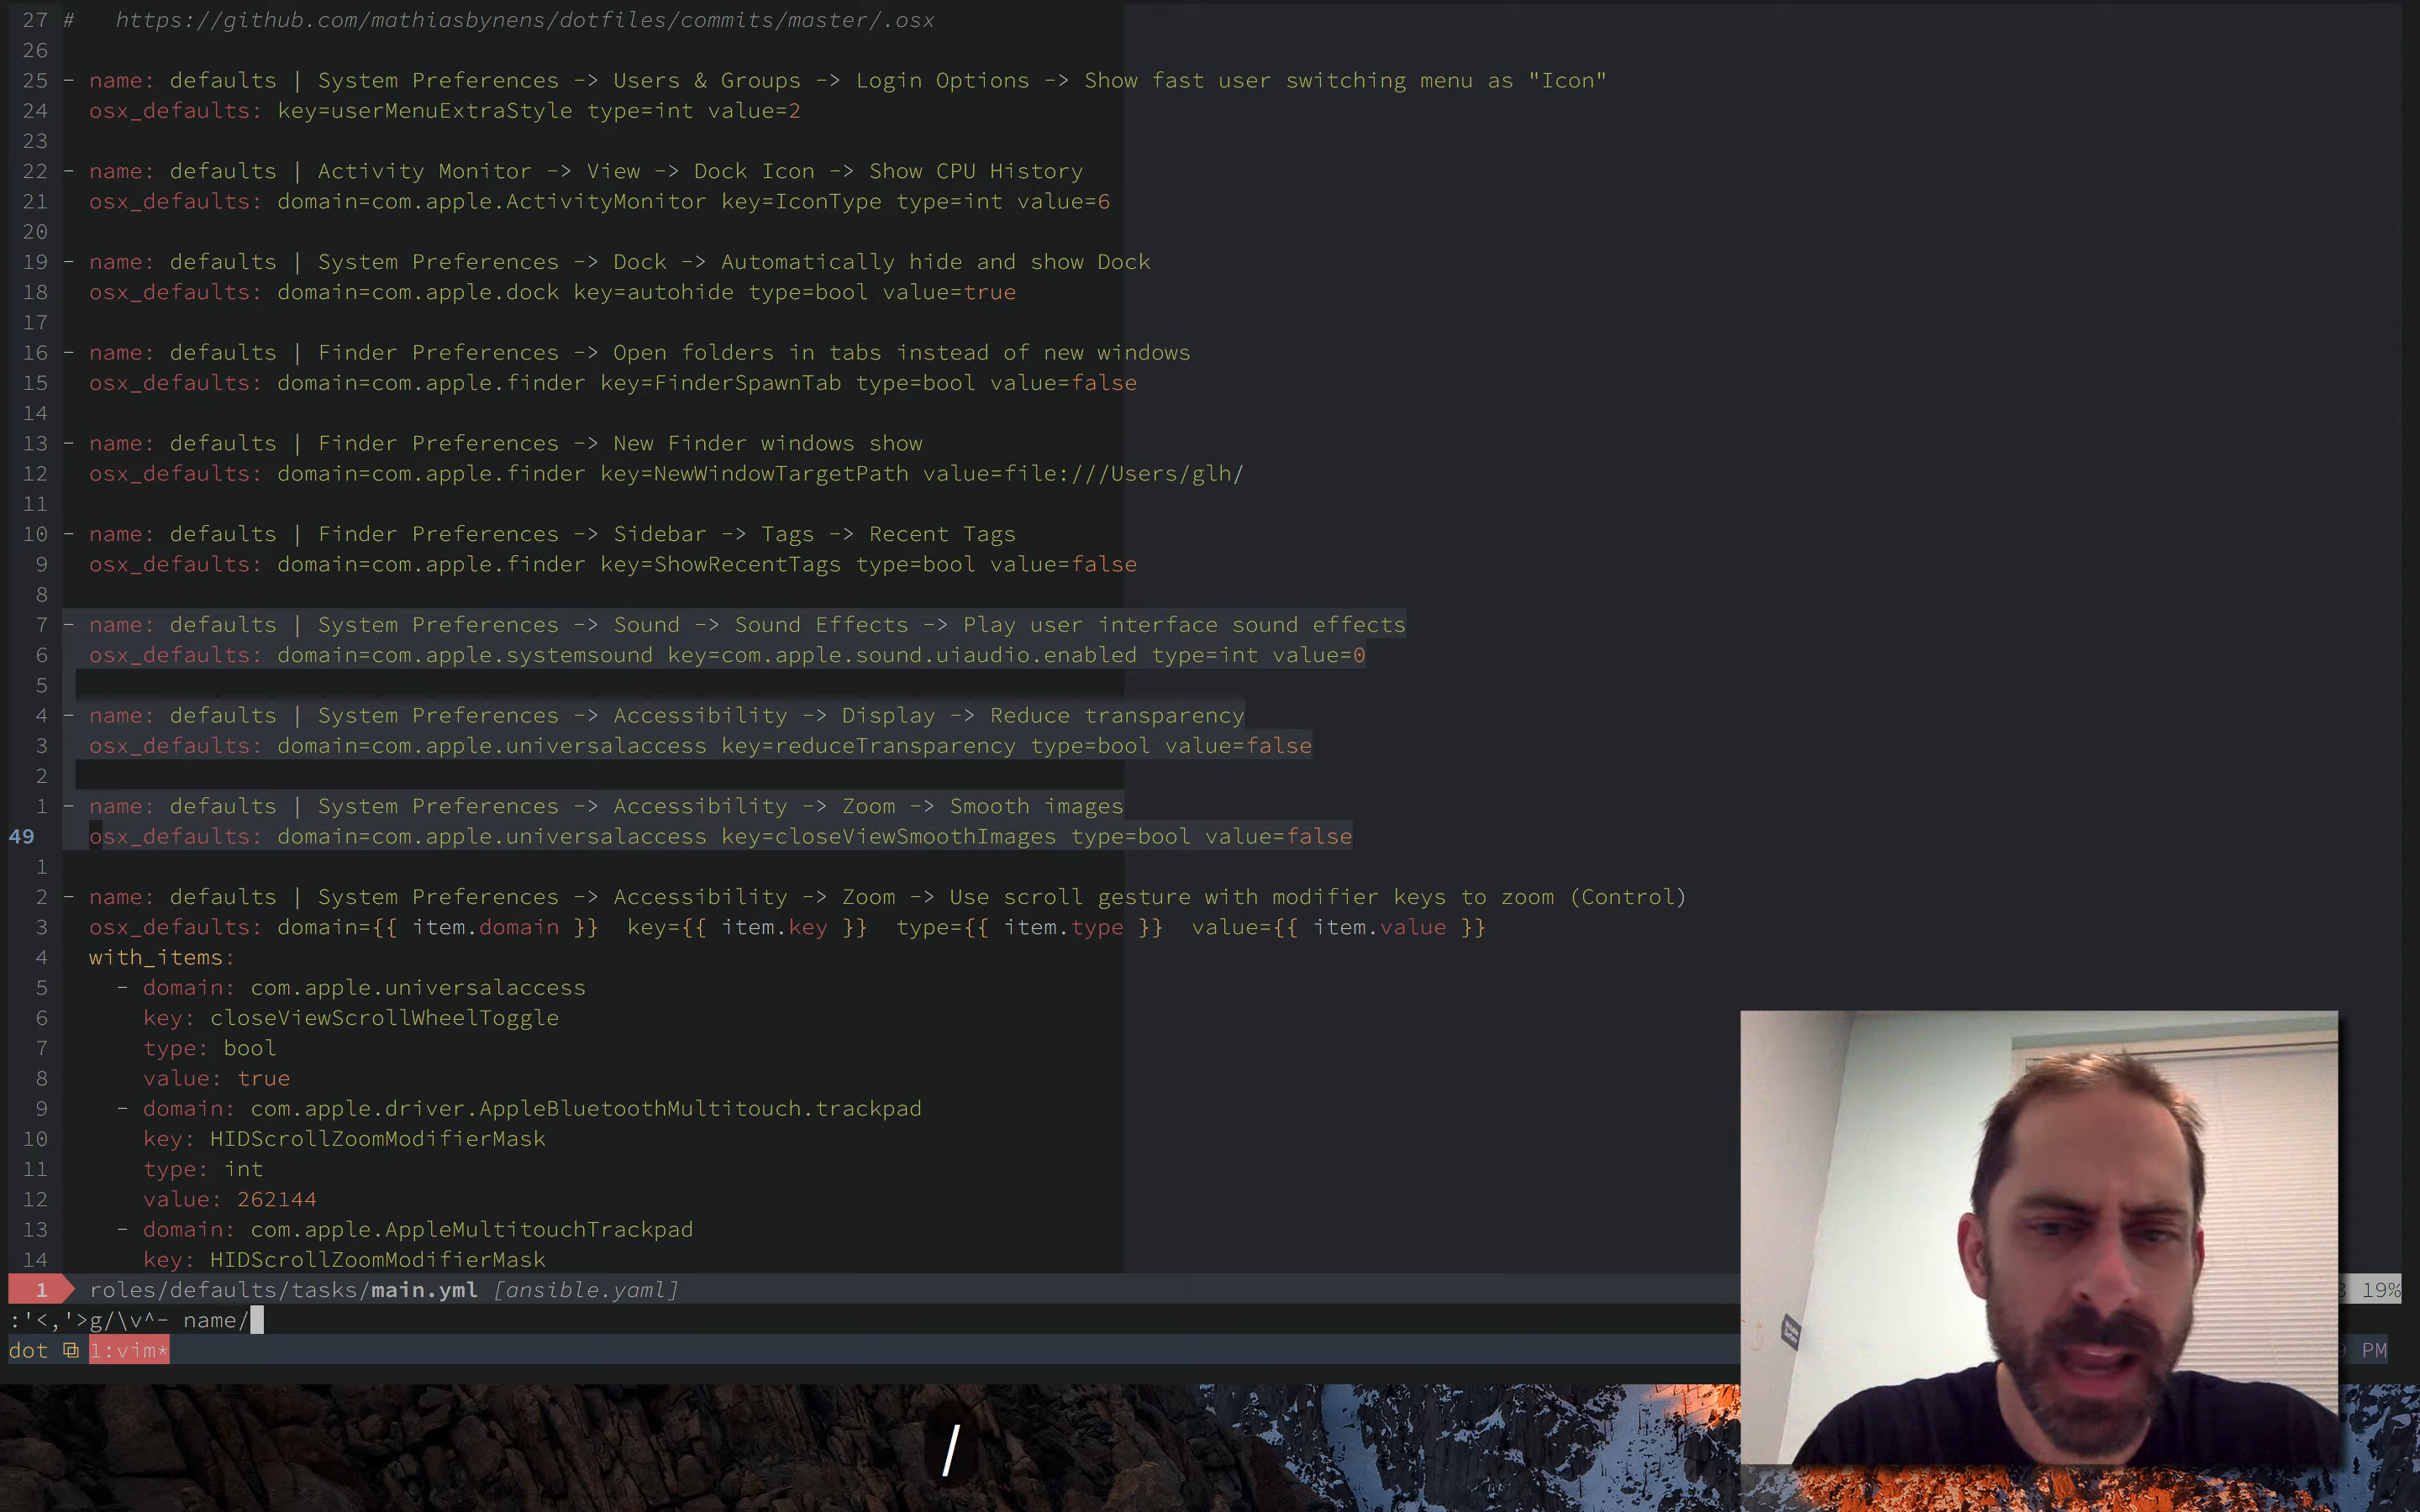 27 #   https://github.com/mathiasbynens/dotfiles/commits/master/.osx
26
25 - name: defaults | System Preferences -> Users & Groups -> Login Options -> Show fast user switching menu as "Icon"
24   osx_defaults: key=userMenuExtraStyle type=int value=2
23
22 - name: defaults | Activity Monitor -> View -> Dock Icon -> Show CPU History
21   osx_defaults: domain=com.apple.ActivityMonitor key=IconType type=int value=6
20
19 - name: defaults | System Preferences -> Dock -> Automatically hide and show Dock
18   osx_defaults: domain=com.apple.dock key=autohide type=bool value=true
17
16 - name: defaults | Finder Preferences -> Open folders in tabs instead of new windows
15   osx_defaults: domain=com.apple.finder key=FinderSpawnTab type=bool value=false
14
13 - name: defaults | Finder Preferences -> New Finder windows show
12   osx_defaults: domain=com.apple.finder key=NewWindowTargetPath value=file:///Users/glh/
11
10 - name: defaults | Finder Preferences -> Sidebar -> Tags -> Recent Tags
9   osx_defaults: domain=com.apple.finder key=ShowRecentTags type=bool value=false
8
7 - name: defaults | System Preferences -> Sound -> Sound Effects -> Play user interface sound effects
6   osx_defaults: domain=com.apple.systemsound key=com.apple.sound.uiaudio.enabled type=int value=0
5
4 - name: defaults | System Preferences -> Accessibility -> Display -> Reduce transparency
3   osx_defaults: domain=com.apple.universalaccess key=reduceTransparency type=bool value=false
2
1 - name: defaults | System Preferences -> Accessibility -> Zoom -> Smooth images
49   osx_defaults: domain=com.apple.universalaccess key=closeViewSmoothImages type=bool value=false
1
2 - name: defaults | System Preferences -> Accessibility -> Zoom -> Use scroll gesture with modifier keys to zoom (Control)
3   osx_defaults: domain={{ item.domain }}  key={{ item.key }}  type={{ item.type }}  value={{ item.value }}
4   with_items:
5     - domain: com.apple.universalaccess
6       key: closeViewScrollWheelToggle
7       type: bool
8       value: true
9     - domain: com.apple.driver.AppleBluetoothMultitouch.trackpad
10       key: HIDScrollZoomModifierMask
11       type: int
12       value: 262144
13     - domain: com.apple.AppleMultitouchTrackpad
14       key: HIDScrollZoomModifierMask
1 roles/defaults/tasks/main.yml [ansible.yaml] 19%
:'<,'>g/\v^- name/
dot 1:vim* PM
/